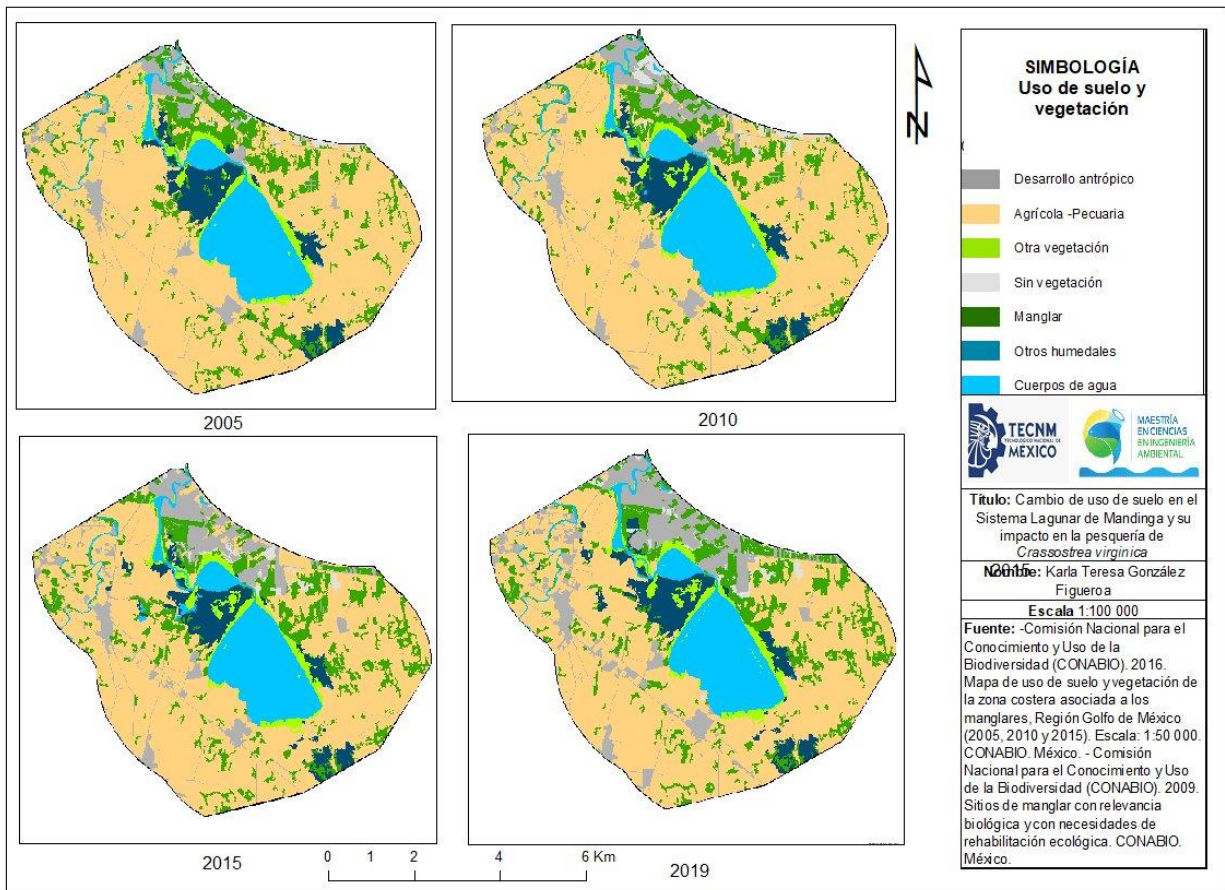 2005
2010
2015
2019
0 1 2 4 6 Km
N
SIMBOLOGÍA
Uso de suelo y
vegetación
(
Desarrollo antrópico
Agrícola -Pecuaria
Otra vegetación
Sin vegetación
Manglar
Otros humedales
Cuerpos de agua
TECNM
TECNOLÓGICO NACIONAL DE
MÉXICO
MAESTRÍA
EN CIENCIAS
EN INGENIERÍA
AMBIENTAL
Título: Cambio de uso de suelo en el
Sistema Lagunar de Mandinga y su
impacto en la pesquería de
Crassostrea virginica
2015
Nombre: Karla Teresa González
Figueroa
Escala 1:100 000
Fuente: -Comisión Nacional para el
Conocimiento y Uso de la
Biodiversidad (CONABIO). 2016.
Mapa de uso de suelo y vegetación de
la zona costera asociada a los
manglares, Región Golfo de México
(2005, 2010 y 2015). Escala: 1:50 000.
CONABIO. México. - Comisión
Nacional para el Conocimiento y Uso
de la Biodiversidad (CONABIO). 2009.
Sitios de manglar con relevancia
biológica y con necesidades de
rehabilitación ecológica. CONABIO.
México.